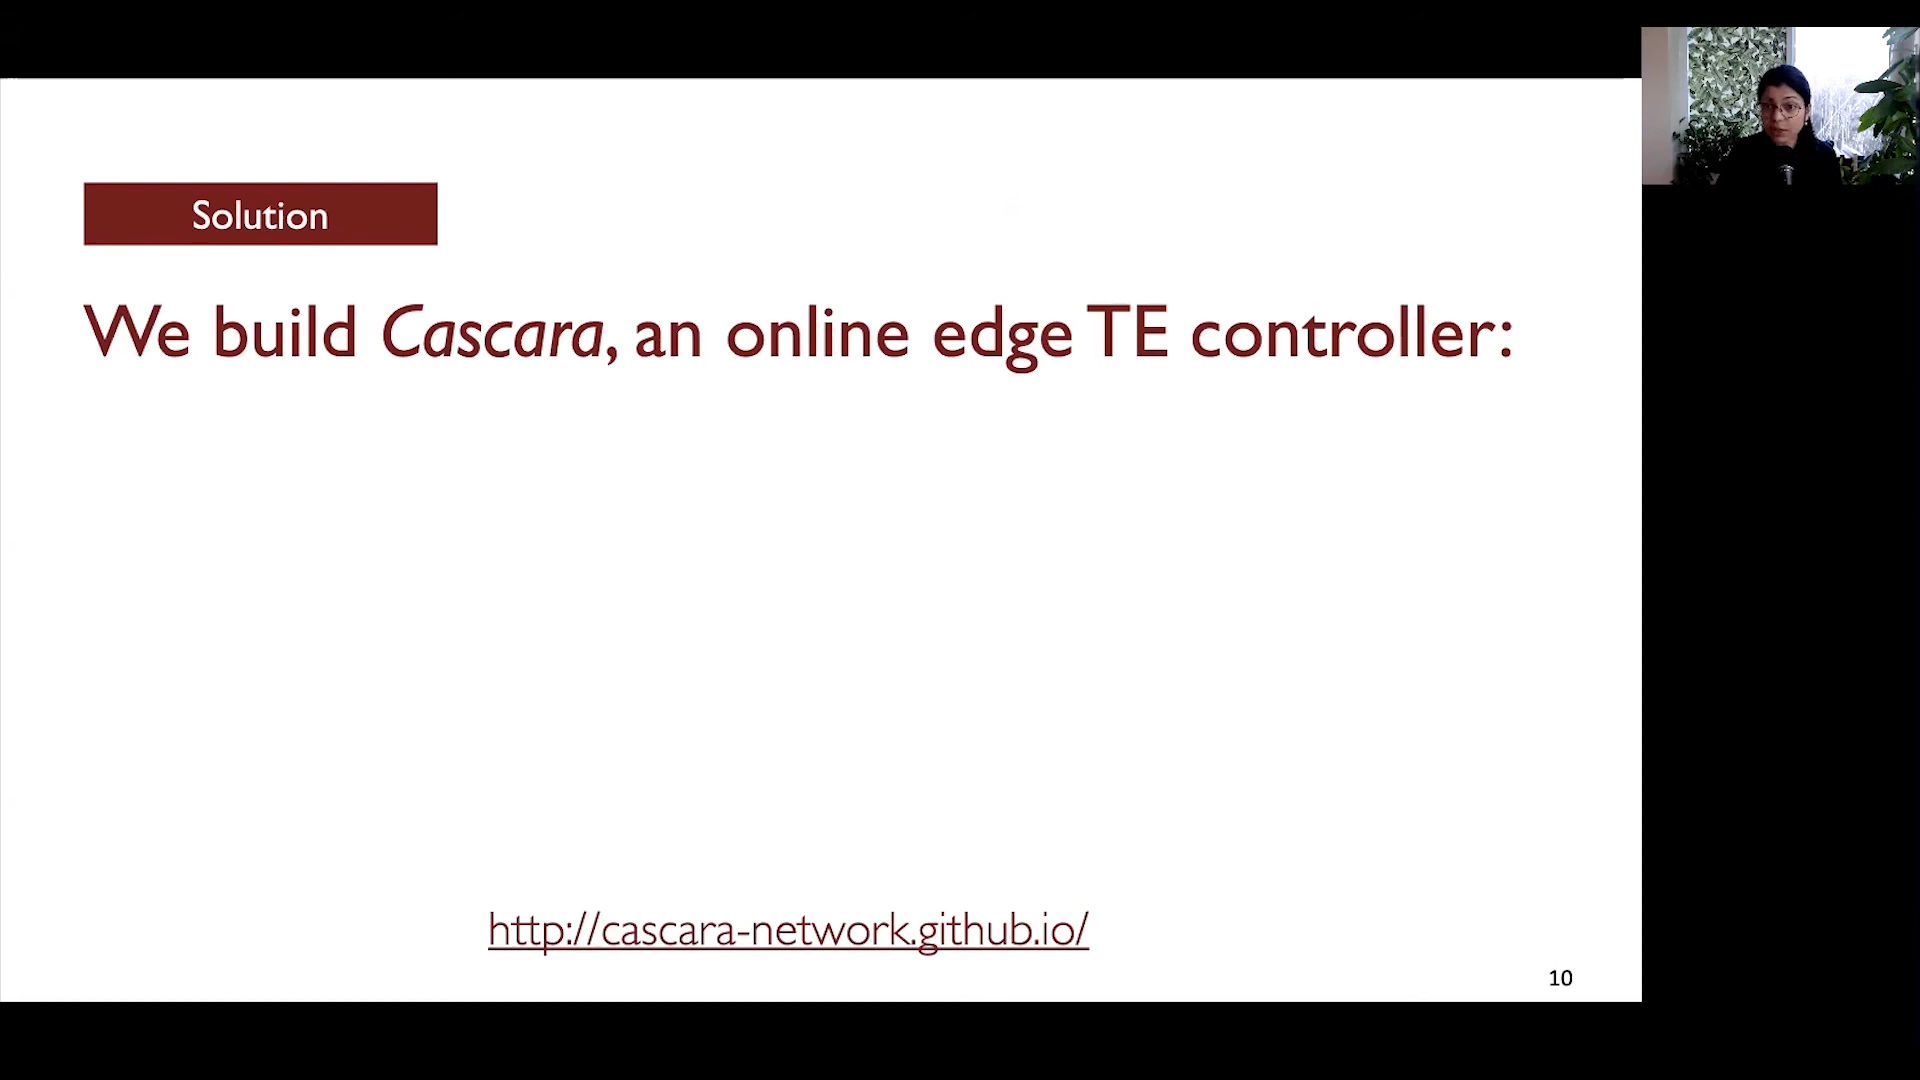 Solution
We build Cascara, an online edge TE controller:
http://cascara-network.github.io/
10